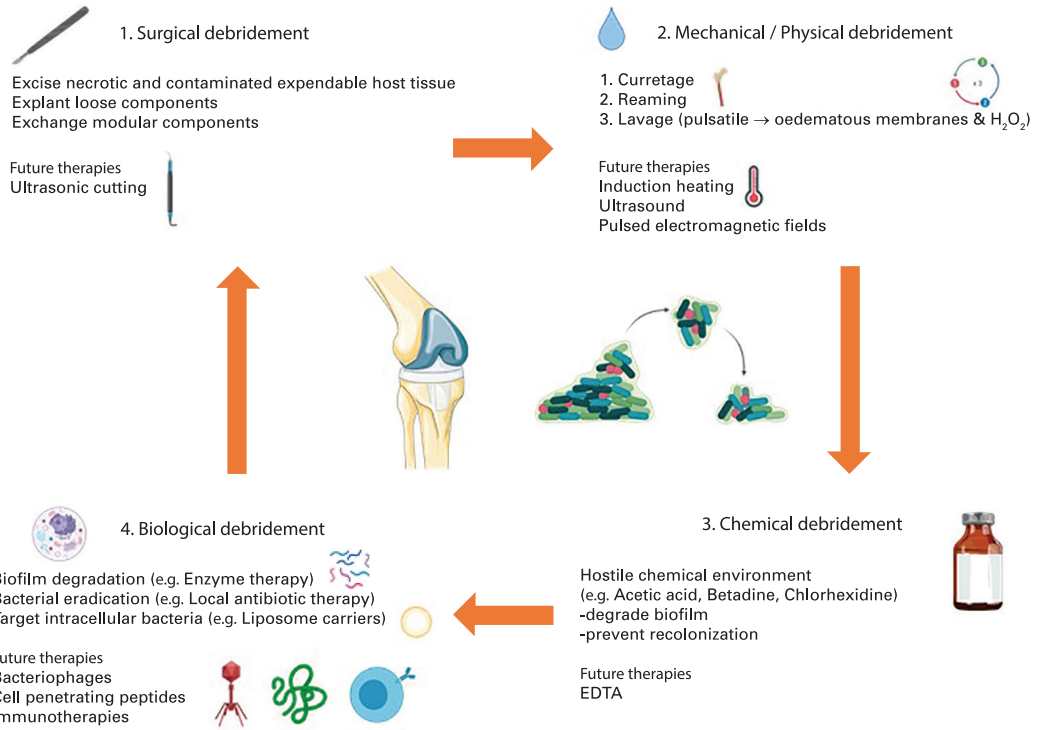 1. Surgical debridement
Excise necrotic and contaminated expendable host tissue
Explant loose components
Exchange modular components
Future therapies
Ultrasonic cutting
2. Mechanical / Physical debridement
1. Curretage
2. Reaming
3. Lavage (pulsatile → oedematous membranes & H₂O₂)
3
x 3
1
2
Future therapies
Induction heating
Ultrasound
Pulsed electromagnetic fields
3. Chemical debridement
Hostile chemical environment
(e.g. Acetic acid, Betadine, Chlorhexidine)
-degrade biofilm
-prevent recolonization
Future therapies
EDTA
4. Biological debridement
Biofilm degradation (e.g. Enzyme therapy)
Bacterial eradication (e.g. Local antibiotic therapy)
Target intracellular bacteria (e.g. Liposome carriers)
Future therapies
Bacteriophages
Cell penetrating peptides
Immunotherapies